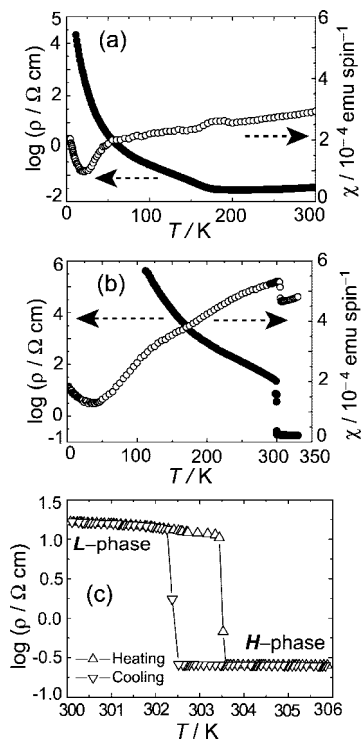 (a)
log (ρ / Ω cm)
5
4
2
0
-2
χ / 10⁻⁴ emu spin⁻¹
6
4
2
0
0 100 200 300
T / K
(b)
log (ρ / Ω cm)
6
4
2
0
-1
χ / 10⁻⁴ emu spin⁻¹
6
4
2
0
0 100 200 300 350
T / K
(c)
log (ρ / Ω cm)
1.5
1.0
0.5
0.0
-0.5
-1.0
L–phase
H–phase
Heating
Cooling
300 301 302 303 304 305 306
T / K